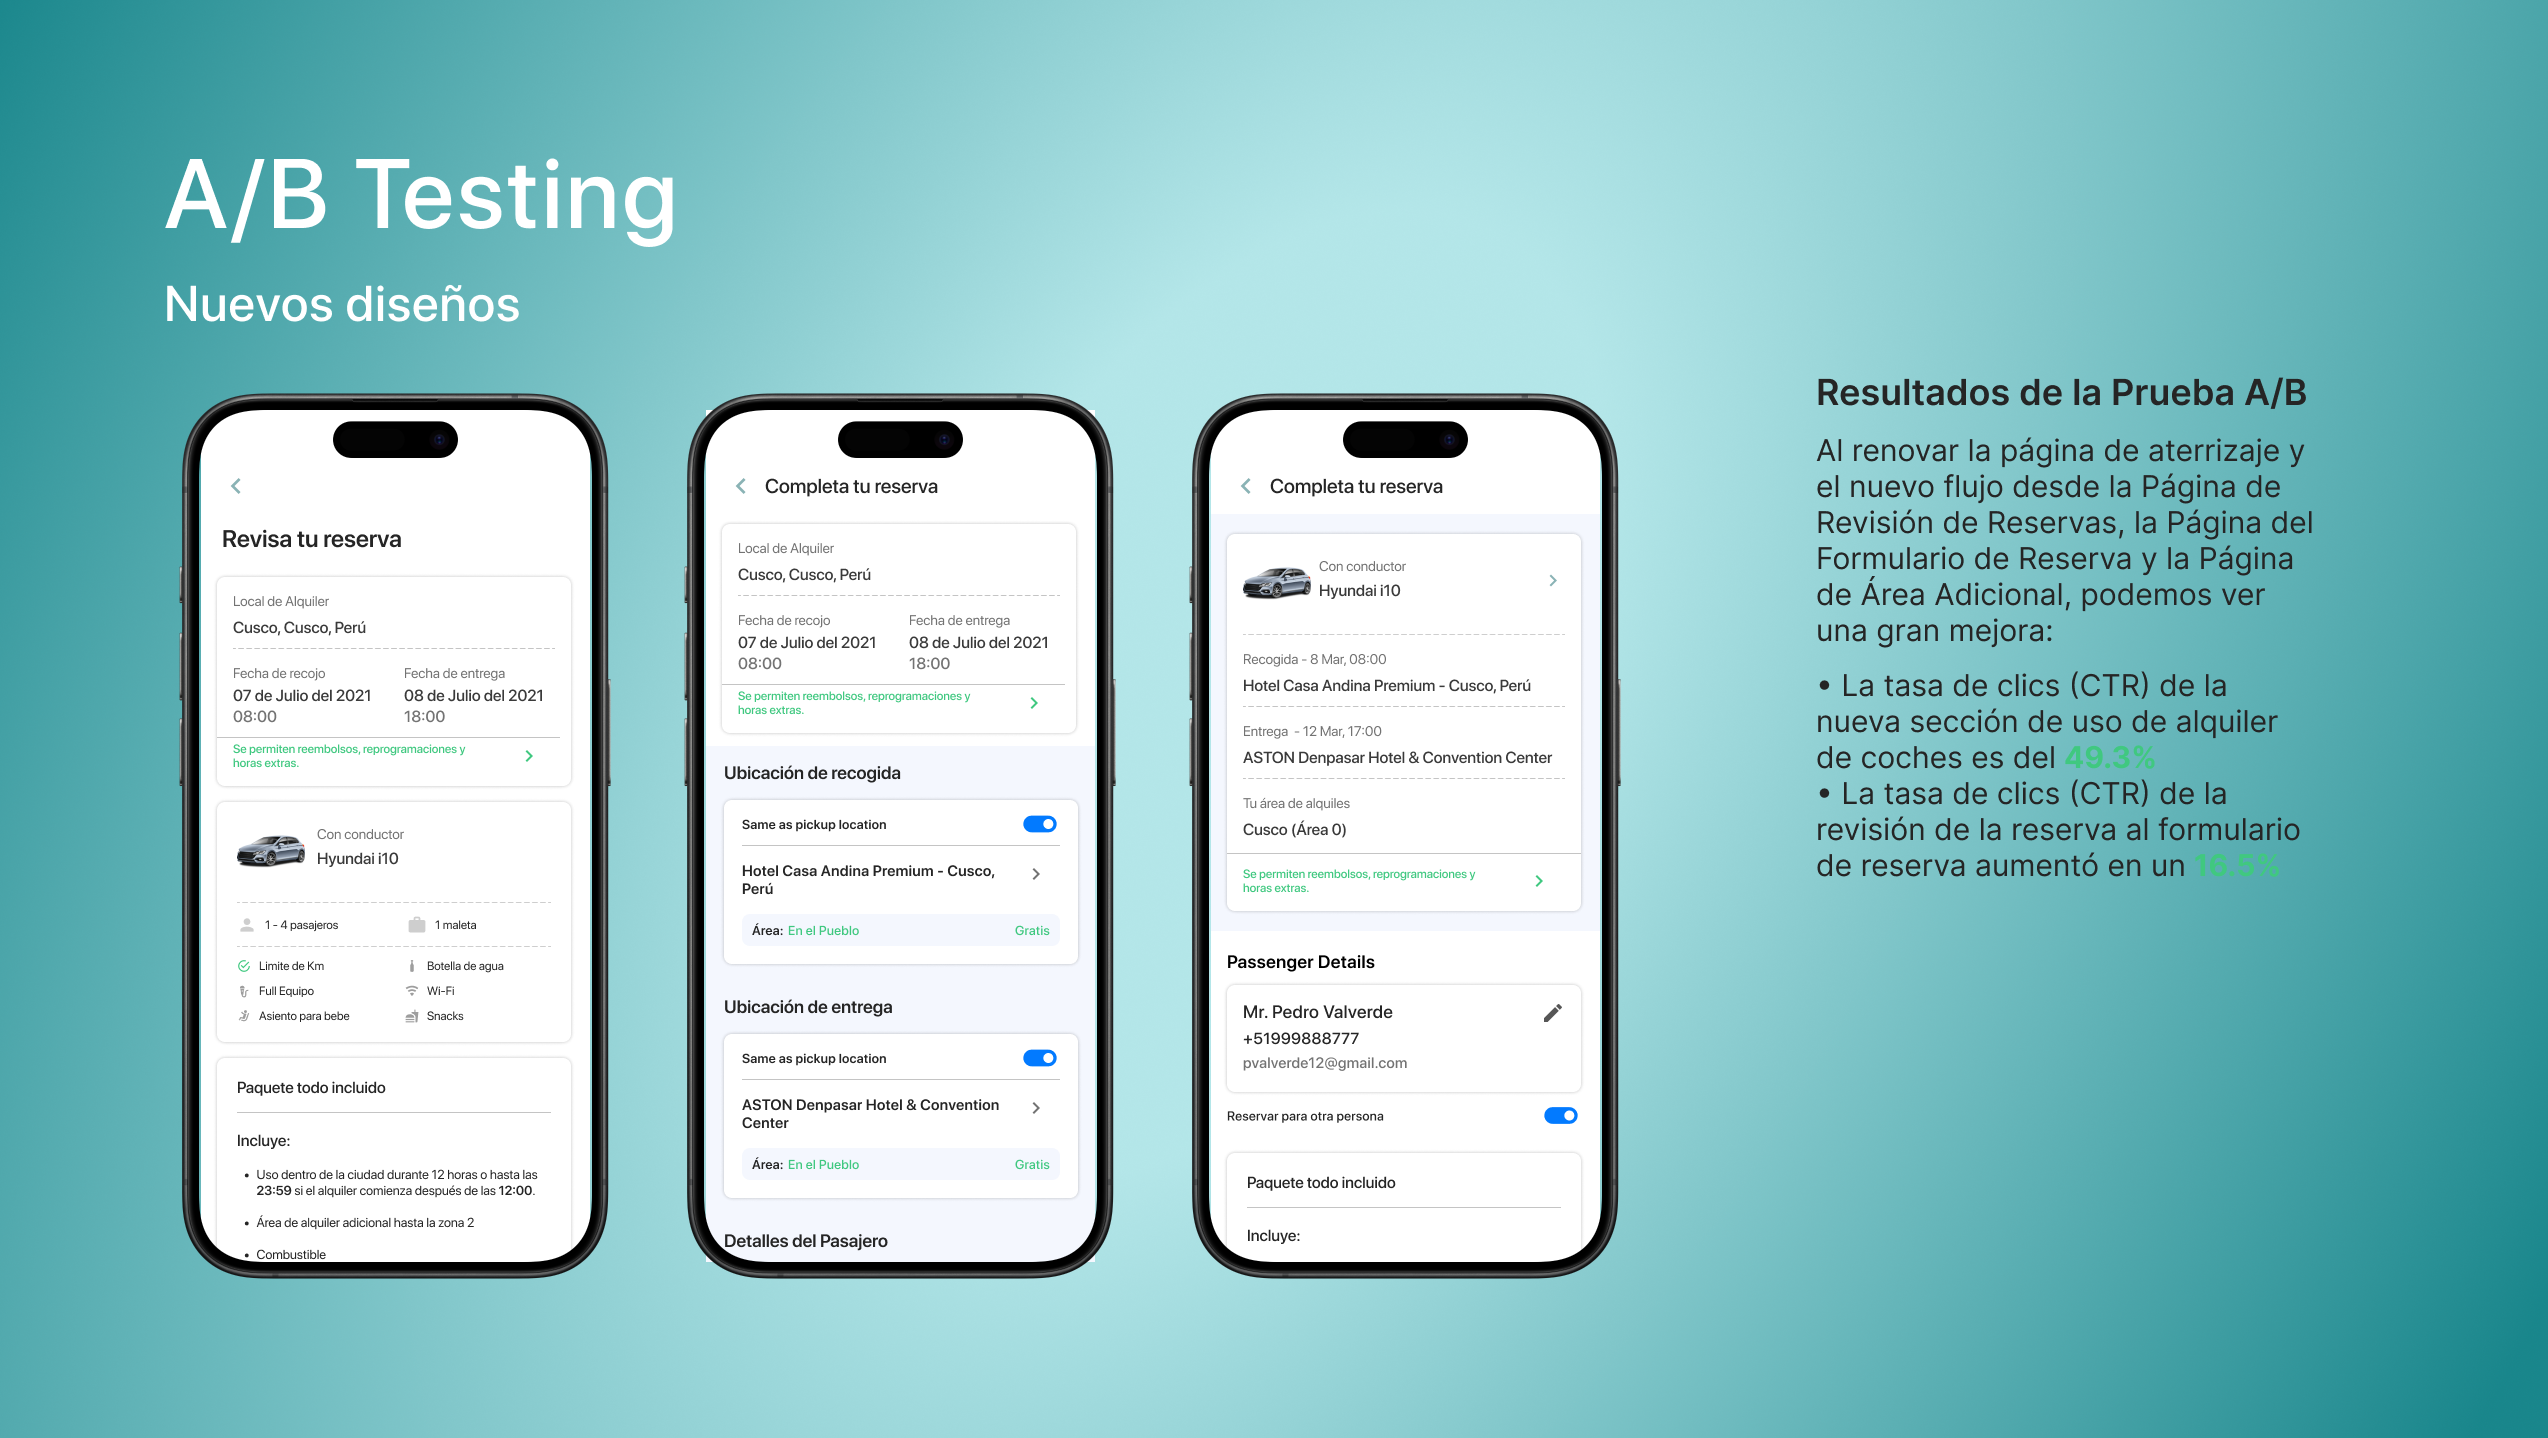 A/B Testing
Nuevos diseños
Revisa tu reserva
Local de Alquiler
Cusco, Cusco, Perú
Fecha de recojo
Fecha de entrega
07 de Julio del 2021
08 de Julio del 2021
08:00
18:00
Se permiten reembolsos, reprogramaciones y
horas extras.
Con conductor
Hyundai i10
1 - 4 pasajeros
1 maleta
Limite de Km
Botella de agua
Full Equipo
Wi-Fi
Asiento para bebe
Snacks
Paquete todo incluido
Incluye:
• Uso dentro de la ciudad durante 12 horas o hasta las
23:59 si el alquiler comienza después de las 12:00.
• Área de alquiler adicional hasta la zona 2
• Combustible
Completa tu reserva
Local de Alquiler
Cusco, Cusco, Perú
Fecha de recojo
Fecha de entrega
07 de Julio del 2021
08 de Julio del 2021
08:00
18:00
Se permiten reembolsos, reprogramaciones y
horas extras.
Ubicación de recogida
Same as pickup location
Hotel Casa Andina Premium - Cusco,
Perú
Área: En el Pueblo
Gratis
Ubicación de entrega
Same as pickup location
ASTON Denpasar Hotel & Convention
Center
Área: En el Pueblo
Gratis
Detalles del Pasajero
Completa tu reserva
Con conductor
Hyundai i10
Recogida - 8 Mar, 08:00
Hotel Casa Andina Premium - Cusco, Perú
Entrega - 12 Mar, 17:00
ASTON Denpasar Hotel & Convention Center
Tu área de alquiles
Cusco (Área 0)
Se permiten reembolsos, reprogramaciones y
horas extras.
Passenger Details
Mr. Pedro Valverde
+51999888777
pvalverde12@gmail.com
Reservar para otra persona
Paquete todo incluido
Incluye:
Resultados de la Prueba A/B
Al renovar la página de aterrizaje y
el nuevo flujo desde la Página de
Revisión de Reservas, la Página del
Formulario de Reserva y la Página
de Área Adicional, podemos ver
una gran mejora:
• La tasa de clics (CTR) de la
nueva sección de uso de alquiler
de coches es del 49.3%
• La tasa de clics (CTR) de la
revisión de la reserva al formulario
de reserva aumentó en un 16.5%